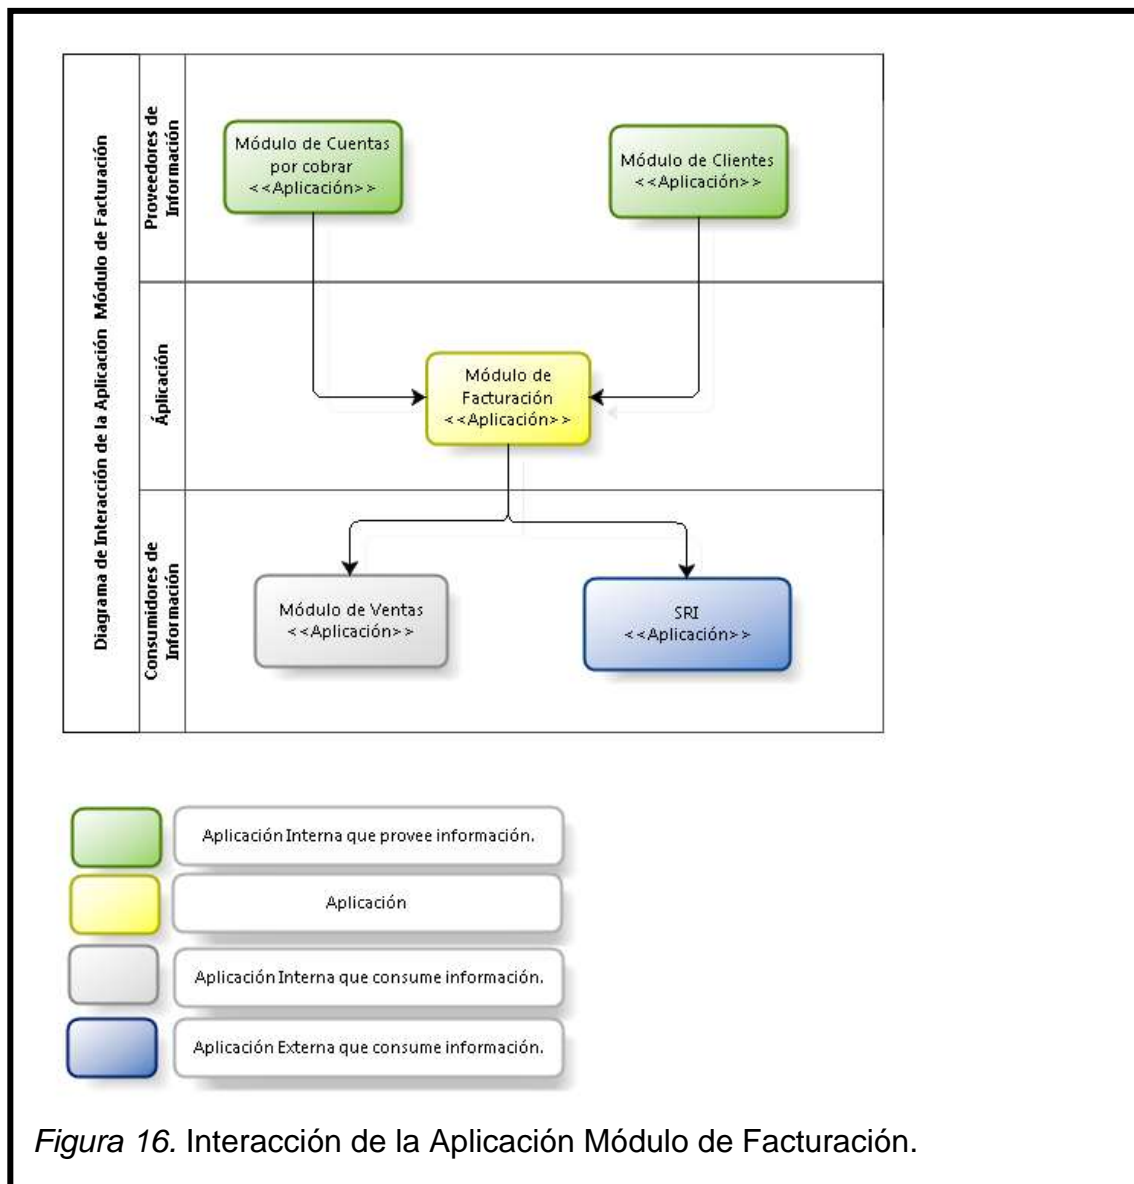 Diagrama de Interacción de la Aplicación Módulo de Facturación
Proveedores de
Información
Módulo de Cuentas
por cobrar
<<Aplicación>>
Módulo de Clientes
<<Aplicación>>
Áplicación
Módulo de
Facturación
<<Aplicación>>
Consumidores de
Información
Módulo de Ventas
<<Aplicación>>
SRI
<<Aplicación>>
Aplicación Interna que provee información.
Aplicación
Aplicación Interna que consume información.
Aplicación Externa que consume información.
Figura 16. Interacción de la Aplicación Módulo de Facturación.